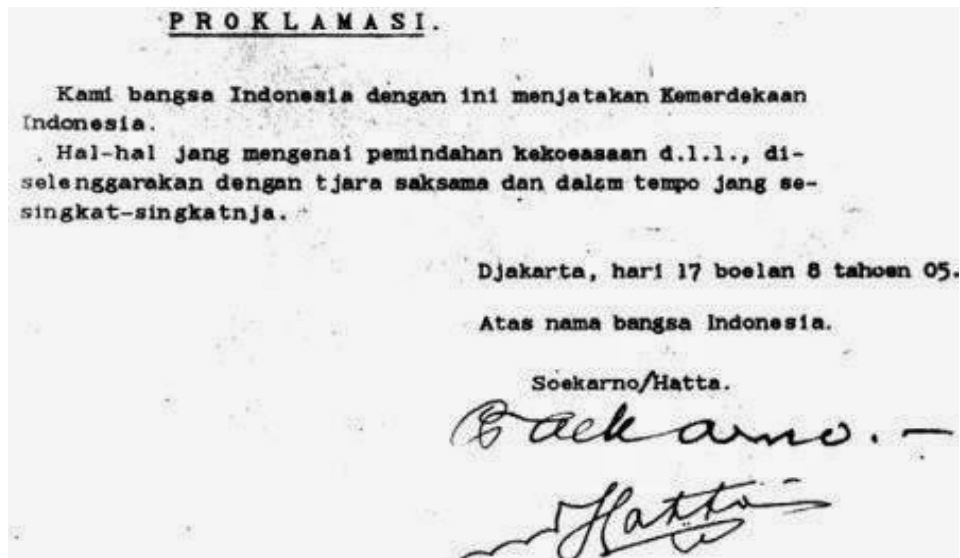 PROKLAMASI.
Kami bangsa Indonesia dengan ini menjatakan Kemerdekaan
Indonesia.
Hal-hal jang mengenai pemindahan kekoeasaan d.l.l., di-
selenggarakan dengan tjara saksama dan dalam tempo jang se-
singkat-singkatnja.
Djakarta, hari 17 boelan 8 tahoen 05.
Atas nama bangsa Indonesia.
Soekarno/Hatta.
Soekarno.-
Hatta